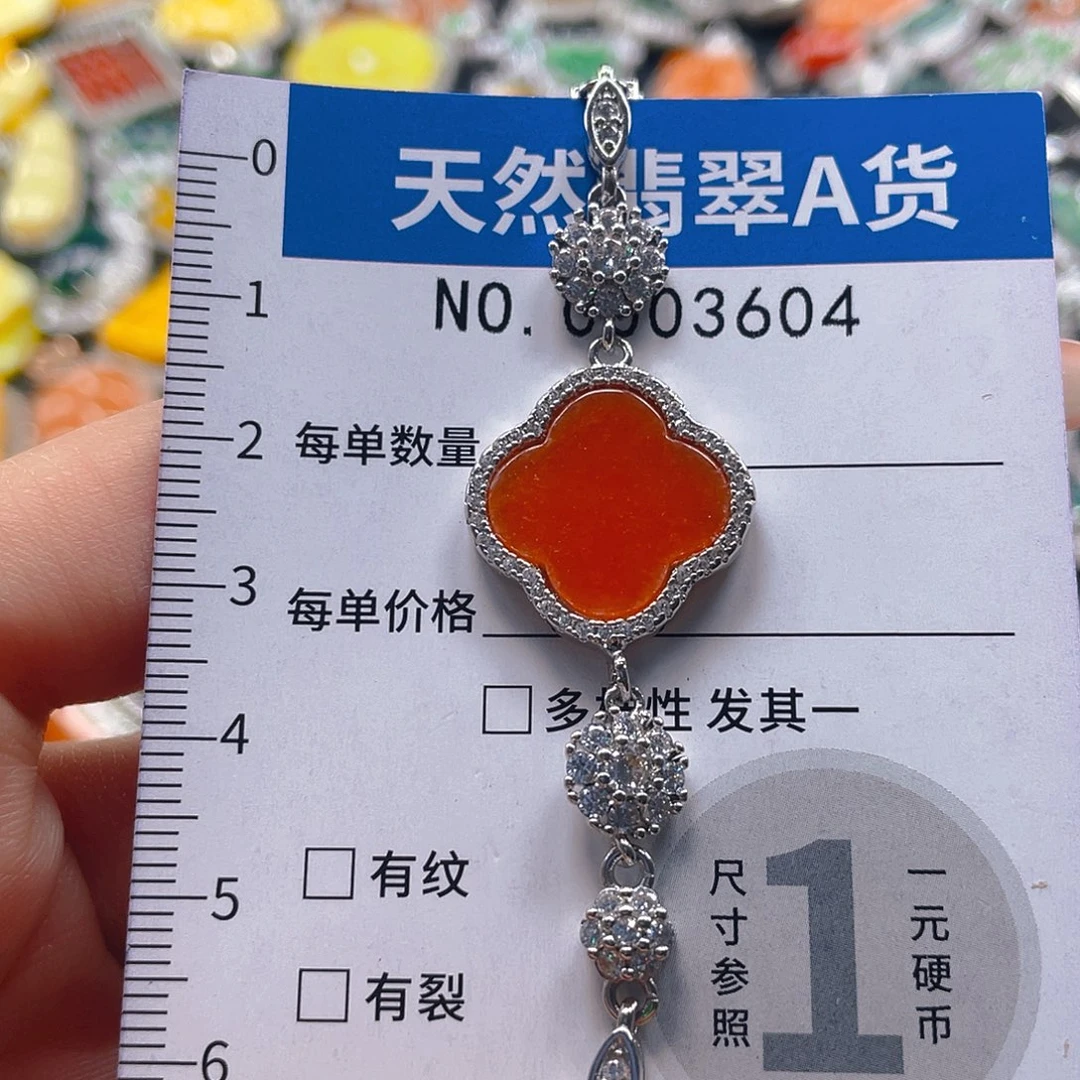 天然翡翠A货
NO. 0003604
0
1
2
3
4
5
6
每单数量
每单价格
多 性 发其一
有纹
有裂
尺寸参照
1
一元硬币